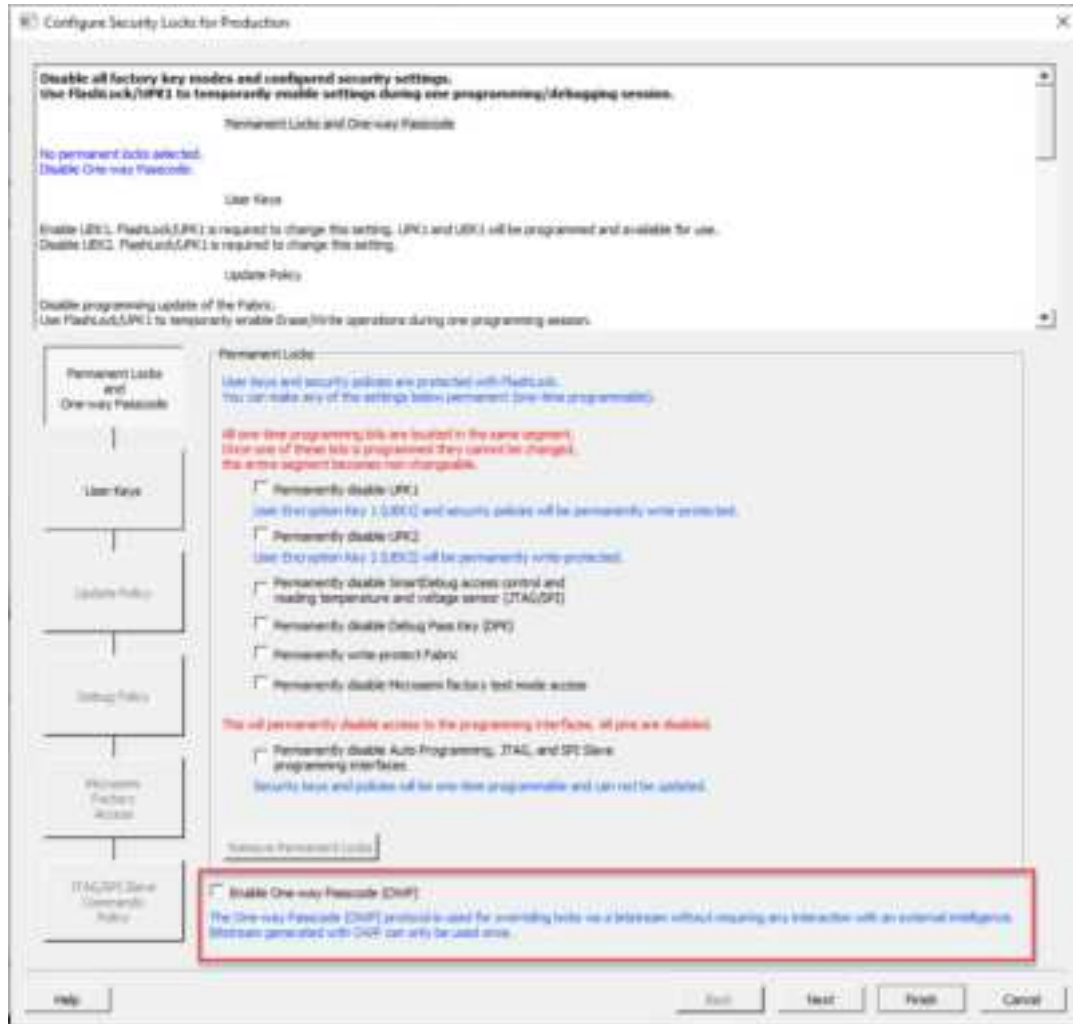 Configure Security Locks for Production
Disable all factory key modes and configured security settings.
Use FlashLock/UPK1 to temporarily enable settings during one programming/debugging session.
Permanent Locks and One-way Passcode
No permanent locks selected.
Disable One-way Passcode.
User Keys
Enable UEK1. FlashLock/UPK1 is required to change this setting. UPK1 and UEK1 will be programmed and available for use.
Disable UEK2. FlashLock/UPK1 is required to change this setting.
Update Policy
Disable programming update of the Fabric.
Use FlashLock/UPK1 to temporarily enable Erase/Write operations during one programming session.
Permanent Locks
and
One-way Passcode
User Keys
Update Policy
Debug Policy
Microsemi
Factory
Access
JTAG/SPI Slave
Commands
Policy
Permanent Locks
User keys and security policies are protected with FlashLock.
You can make any of the settings below permanent (one-time programmable).
All one-time programming bits are located in the same segment.
Once one of these bits is programmed they cannot be changed,
the entire segment becomes non-changeable.
Permanently disable UPK1
User Encryption Key 1 (UEK1) and security policies will be permanently write protected.
Permanently disable UPK2
User Encryption Key 2 (UEK2) will be permanently write protected.
Permanently disable SmartDebug access control and
reading temperature and voltage sensor (JTAG/SPI)
Permanently disable Debug Pass Key (DPK)
Permanently write protect Fabric
Permanently disable Microsemi factory test mode access
This will permanently disable access to the programming interfaces. All pins are disabled.
Permanently disable Auto Programming, JTAG, and SPI Slave
programming interfaces
Security keys and policies will be one-time programmable and can not be updated.
Remove Permanent Locks
Enable One-way Passcode (OWP)
The One-way Passcode (OWP) protocol is used for overriding locks via a bitstream without requiring any interaction with an external intelligence.
Bitstream generated with OWP can only be used once.
Help
Back
Next
Finish
Cancel